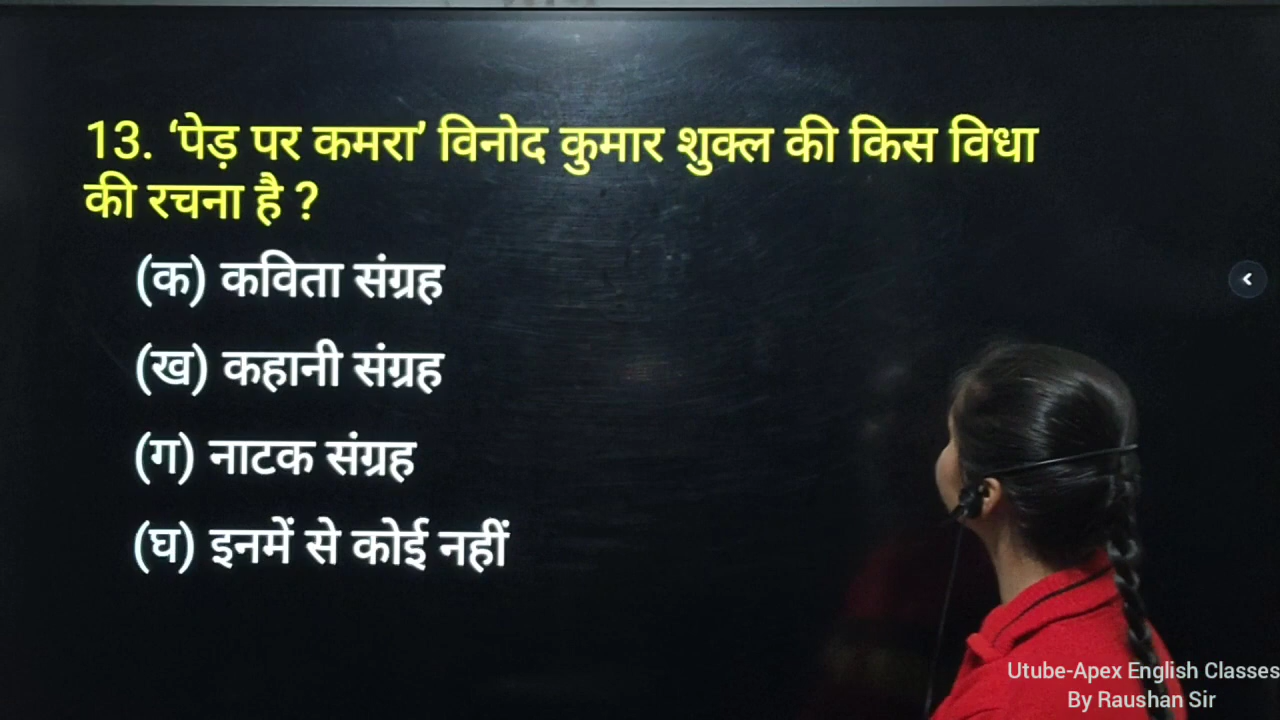 13. ‘पेड़ पर कमरा’ विनोद कुमार शुक्ल की किस विधा
की रचना है ?
(क) कविता संग्रह
(ख) कहानी संग्रह
(ग) नाटक संग्रह
(घ) इनमें से कोई नहीं
Utube-Apex English Classes
By Raushan Sir